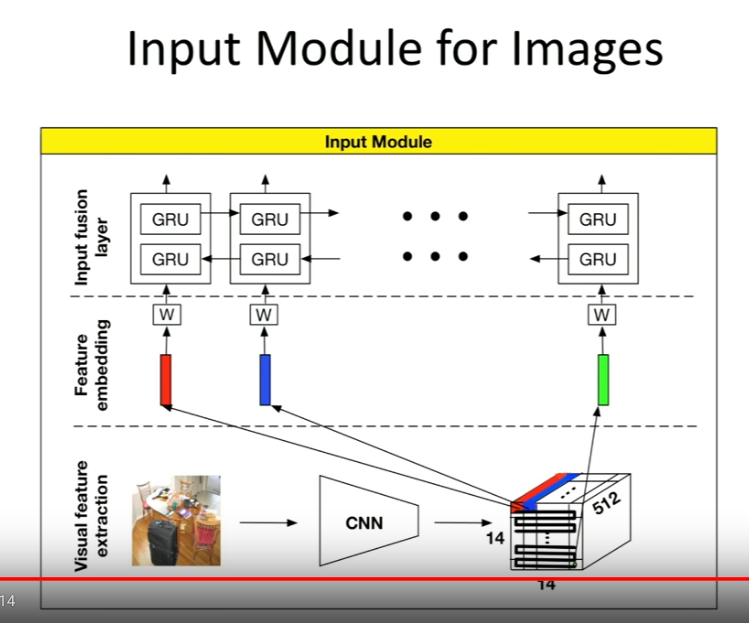 Input Module for Images
Input Module
Input fusion
layer
GRU
GRU
GRU
GRU
GRU
GRU
W
W
W
Feature
embedding
Visual feature
extraction
CNN
14
512
14
14